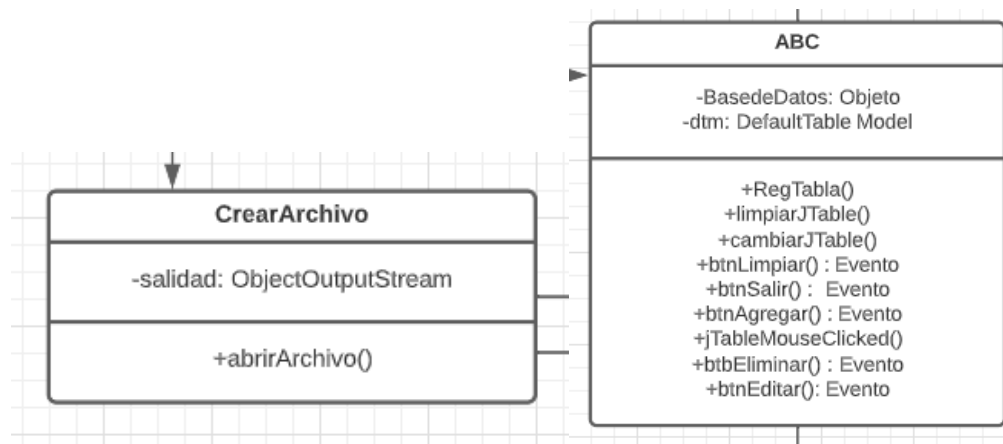 CrearArchivo
-salidad: ObjectOutputStream
+abrirArchivo()
ABC
-BasedeDatos: Objeto
-dtm: DefaultTable Model
+RegTabla()
+limpiarJTable()
+cambiarJTable()
+btnLimpiar() : Evento
+btnSalir() : Evento
+btnAgregar() : Evento
+jTableMouseClicked()
+btbEliminar() : Evento
+btnEditar(): Evento